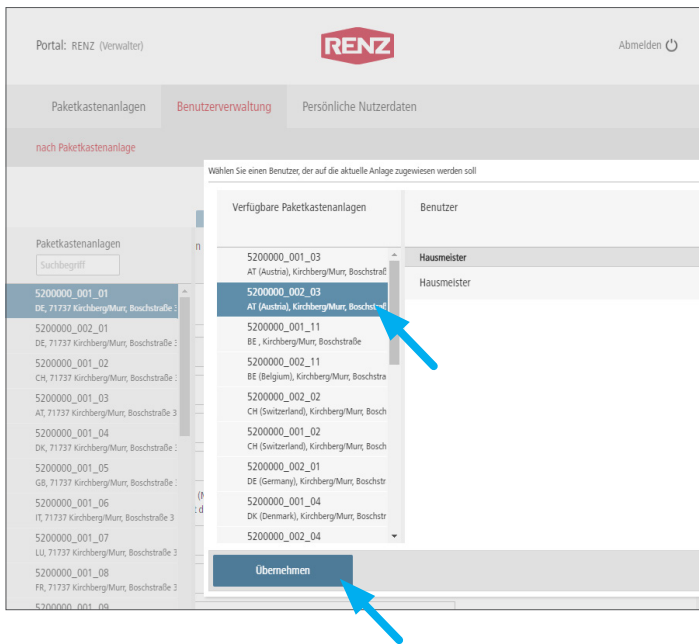 Portal: RENZ (Verwalter)
RENZ
Abmelden
Paketkastenanlagen
Benutzerverwaltung
Persönliche Nutzerdaten
nach Paketkastenanlage
Wählen Sie einen Benutzer, der auf die aktuelle Anlage zugewiesen werden soll
Paketkastenanlagen
Suchbegriff
5200000_001_01
DE, 71737 Kirchberg/Murr, Boschstraße 3
5200000_002_01
DE, 71737 Kirchberg/Murr, Boschstraße 3
5200000_001_02
CH, 71737 Kirchberg/Murr, Boschstraße 3
5200000_001_03
AT, 71737 Kirchberg/Murr, Boschstraße 3
5200000_001_04
DK, 71737 Kirchberg/Murr, Boschstraße 3
5200000_001_05
GB, 71737 Kirchberg/Murr, Boschstraße 3
5200000_001_06
IT, 71737 Kirchberg/Murr, Boschstraße 3
5200000_001_07
LU, 71737 Kirchberg/Murr, Boschstraße 3
5200000_001_08
FR, 71737 Kirchberg/Murr, Boschstraße 3
5200000_001_09
Verfügbare Paketkastenanlagen
5200000_001_03
AT (Austria), Kirchberg/Murr, Boschstraß
5200000_002_03
AT (Austria), Kirchberg/Murr, Boschstraße
5200000_001_11
BE , Kirchberg/Murr, Boschstraße
5200000_002_11
BE (Belgium), Kirchberg/Murr, Boschstra
5200000_002_02
CH (Switzerland), Kirchberg/Murr, Bosch
5200000_001_02
CH (Switzerland), Kirchberg/Murr, Bosch
5200000_002_01
DE (Germany), Kirchberg/Murr, Boschstr
5200000_001_04
DK (Denmark), Kirchberg/Murr, Boschstr
5200000_002_04
Benutzer
Hausmeister
Hausmeister
Übernehmen